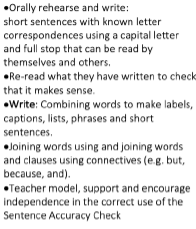 ●Orally rehearse and write:
short sentences with known letter
correspondences using a capital letter
and full stop that can be read by
themselves and others.
●Re-read what they have written to check
that it makes sense.
●Write: Combining words to make labels,
captions, lists, phrases and short
sentences.
●Joining words using and joining words
and clauses using connectives (e.g. but,
because, and).
●Teacher model, support and encourage
independence in the correct use of the
Sentence Accuracy Check